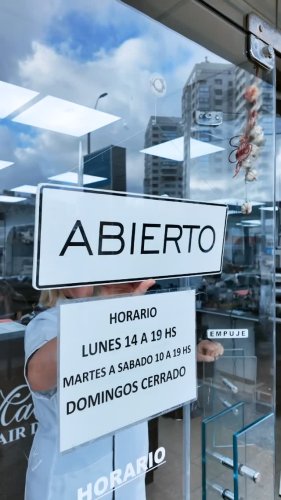 ABIERTO
HORARIO
LUNES 14 A 19 HS
MARTES A SABADO 10 A 19 HS
DOMINGOS CERRADO
EMPUJE
HORARIO